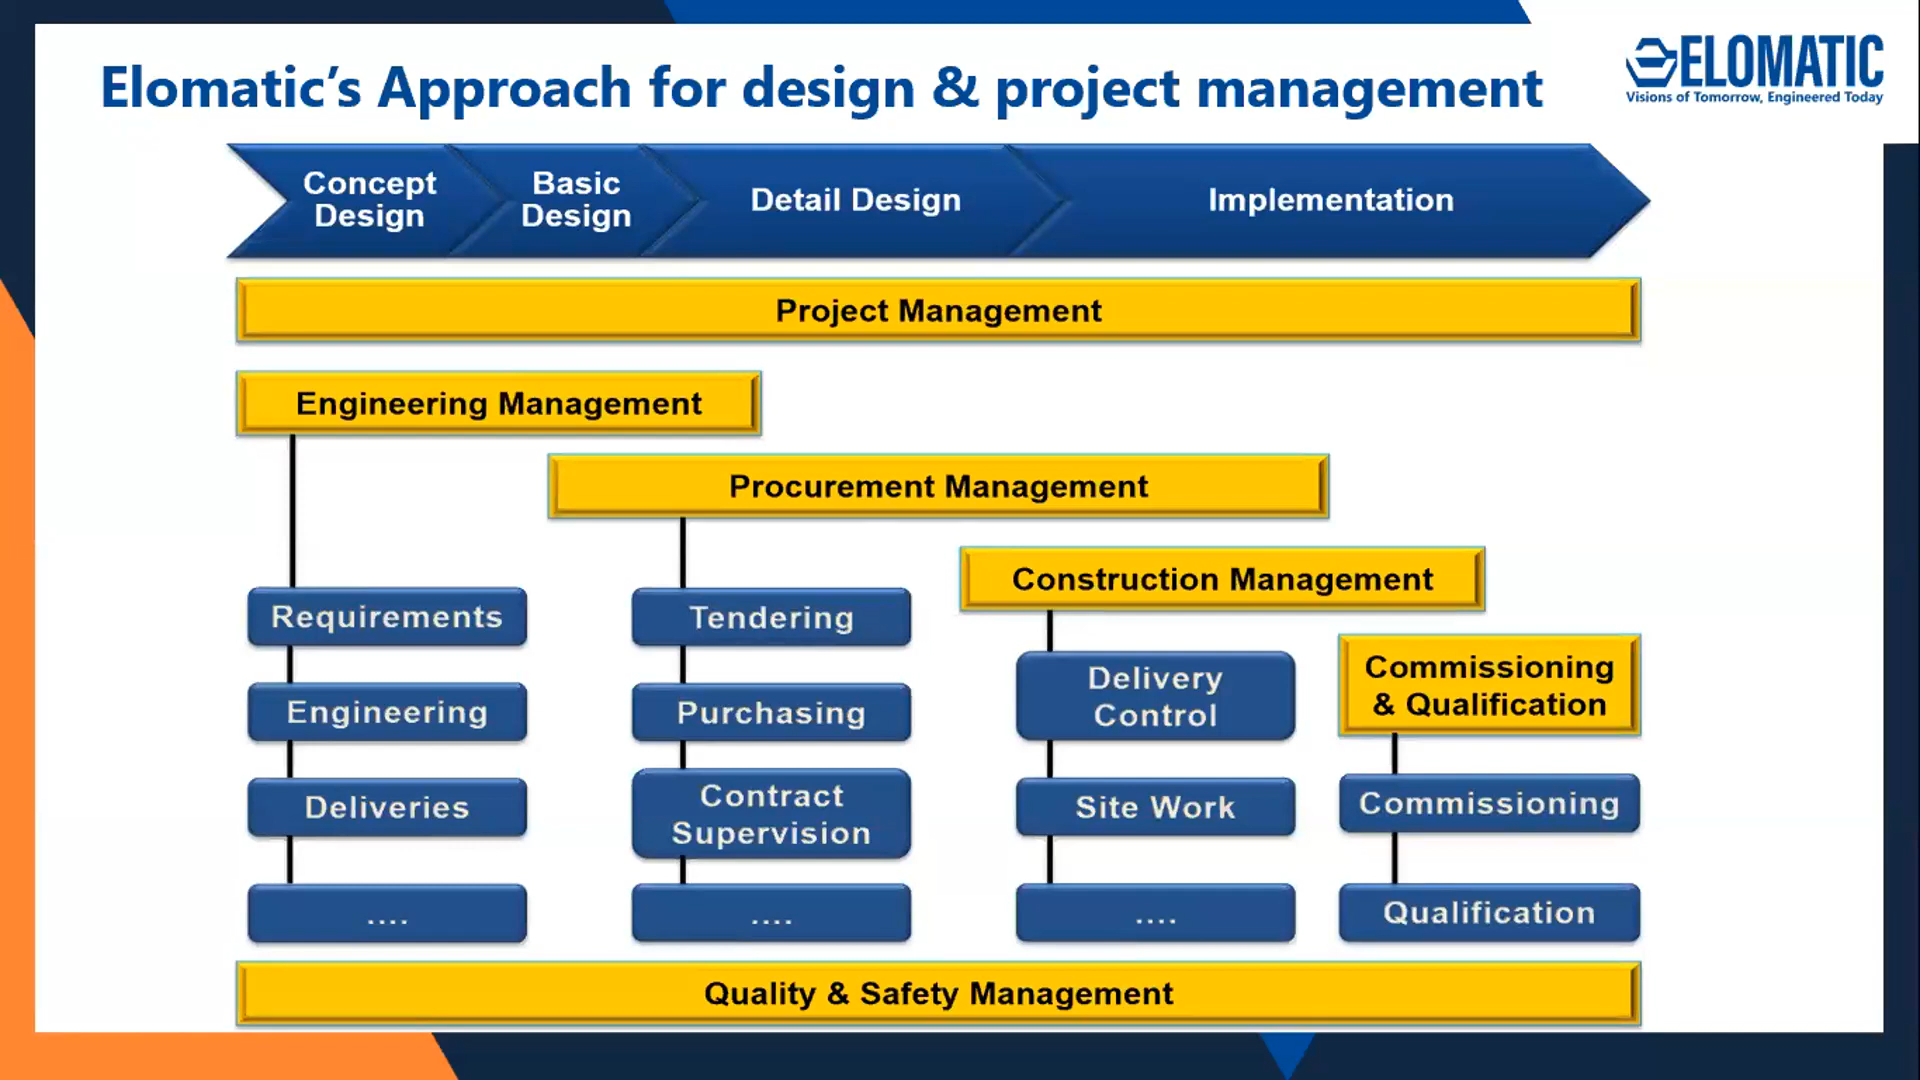 Elomatic's Approach for design & project management
ELOMATIC
Visions of Tomorrow, Engineered Today
Concept
Design
Basic
Design
Detail Design
Implementation
Project Management
Engineering Management
Procurement Management
Construction Management
Commissioning
& Qualification
Requirements
Engineering
Deliveries
....
Tendering
Purchasing
Contract
Supervision
....
Delivery
Control
Site Work
....
Commissioning
Qualification
Quality & Safety Management